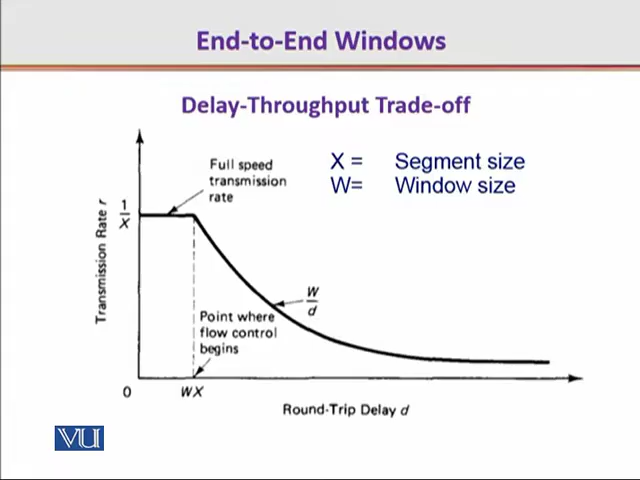 End-to-End Windows
Delay-Throughput Trade-off
X = Segment size
W= Window size
Full speed
transmission
rate
1
X
Transmission Rate r
W
d
Point where
flow control
begins
0
WX
Round-Trip Delay d
VU